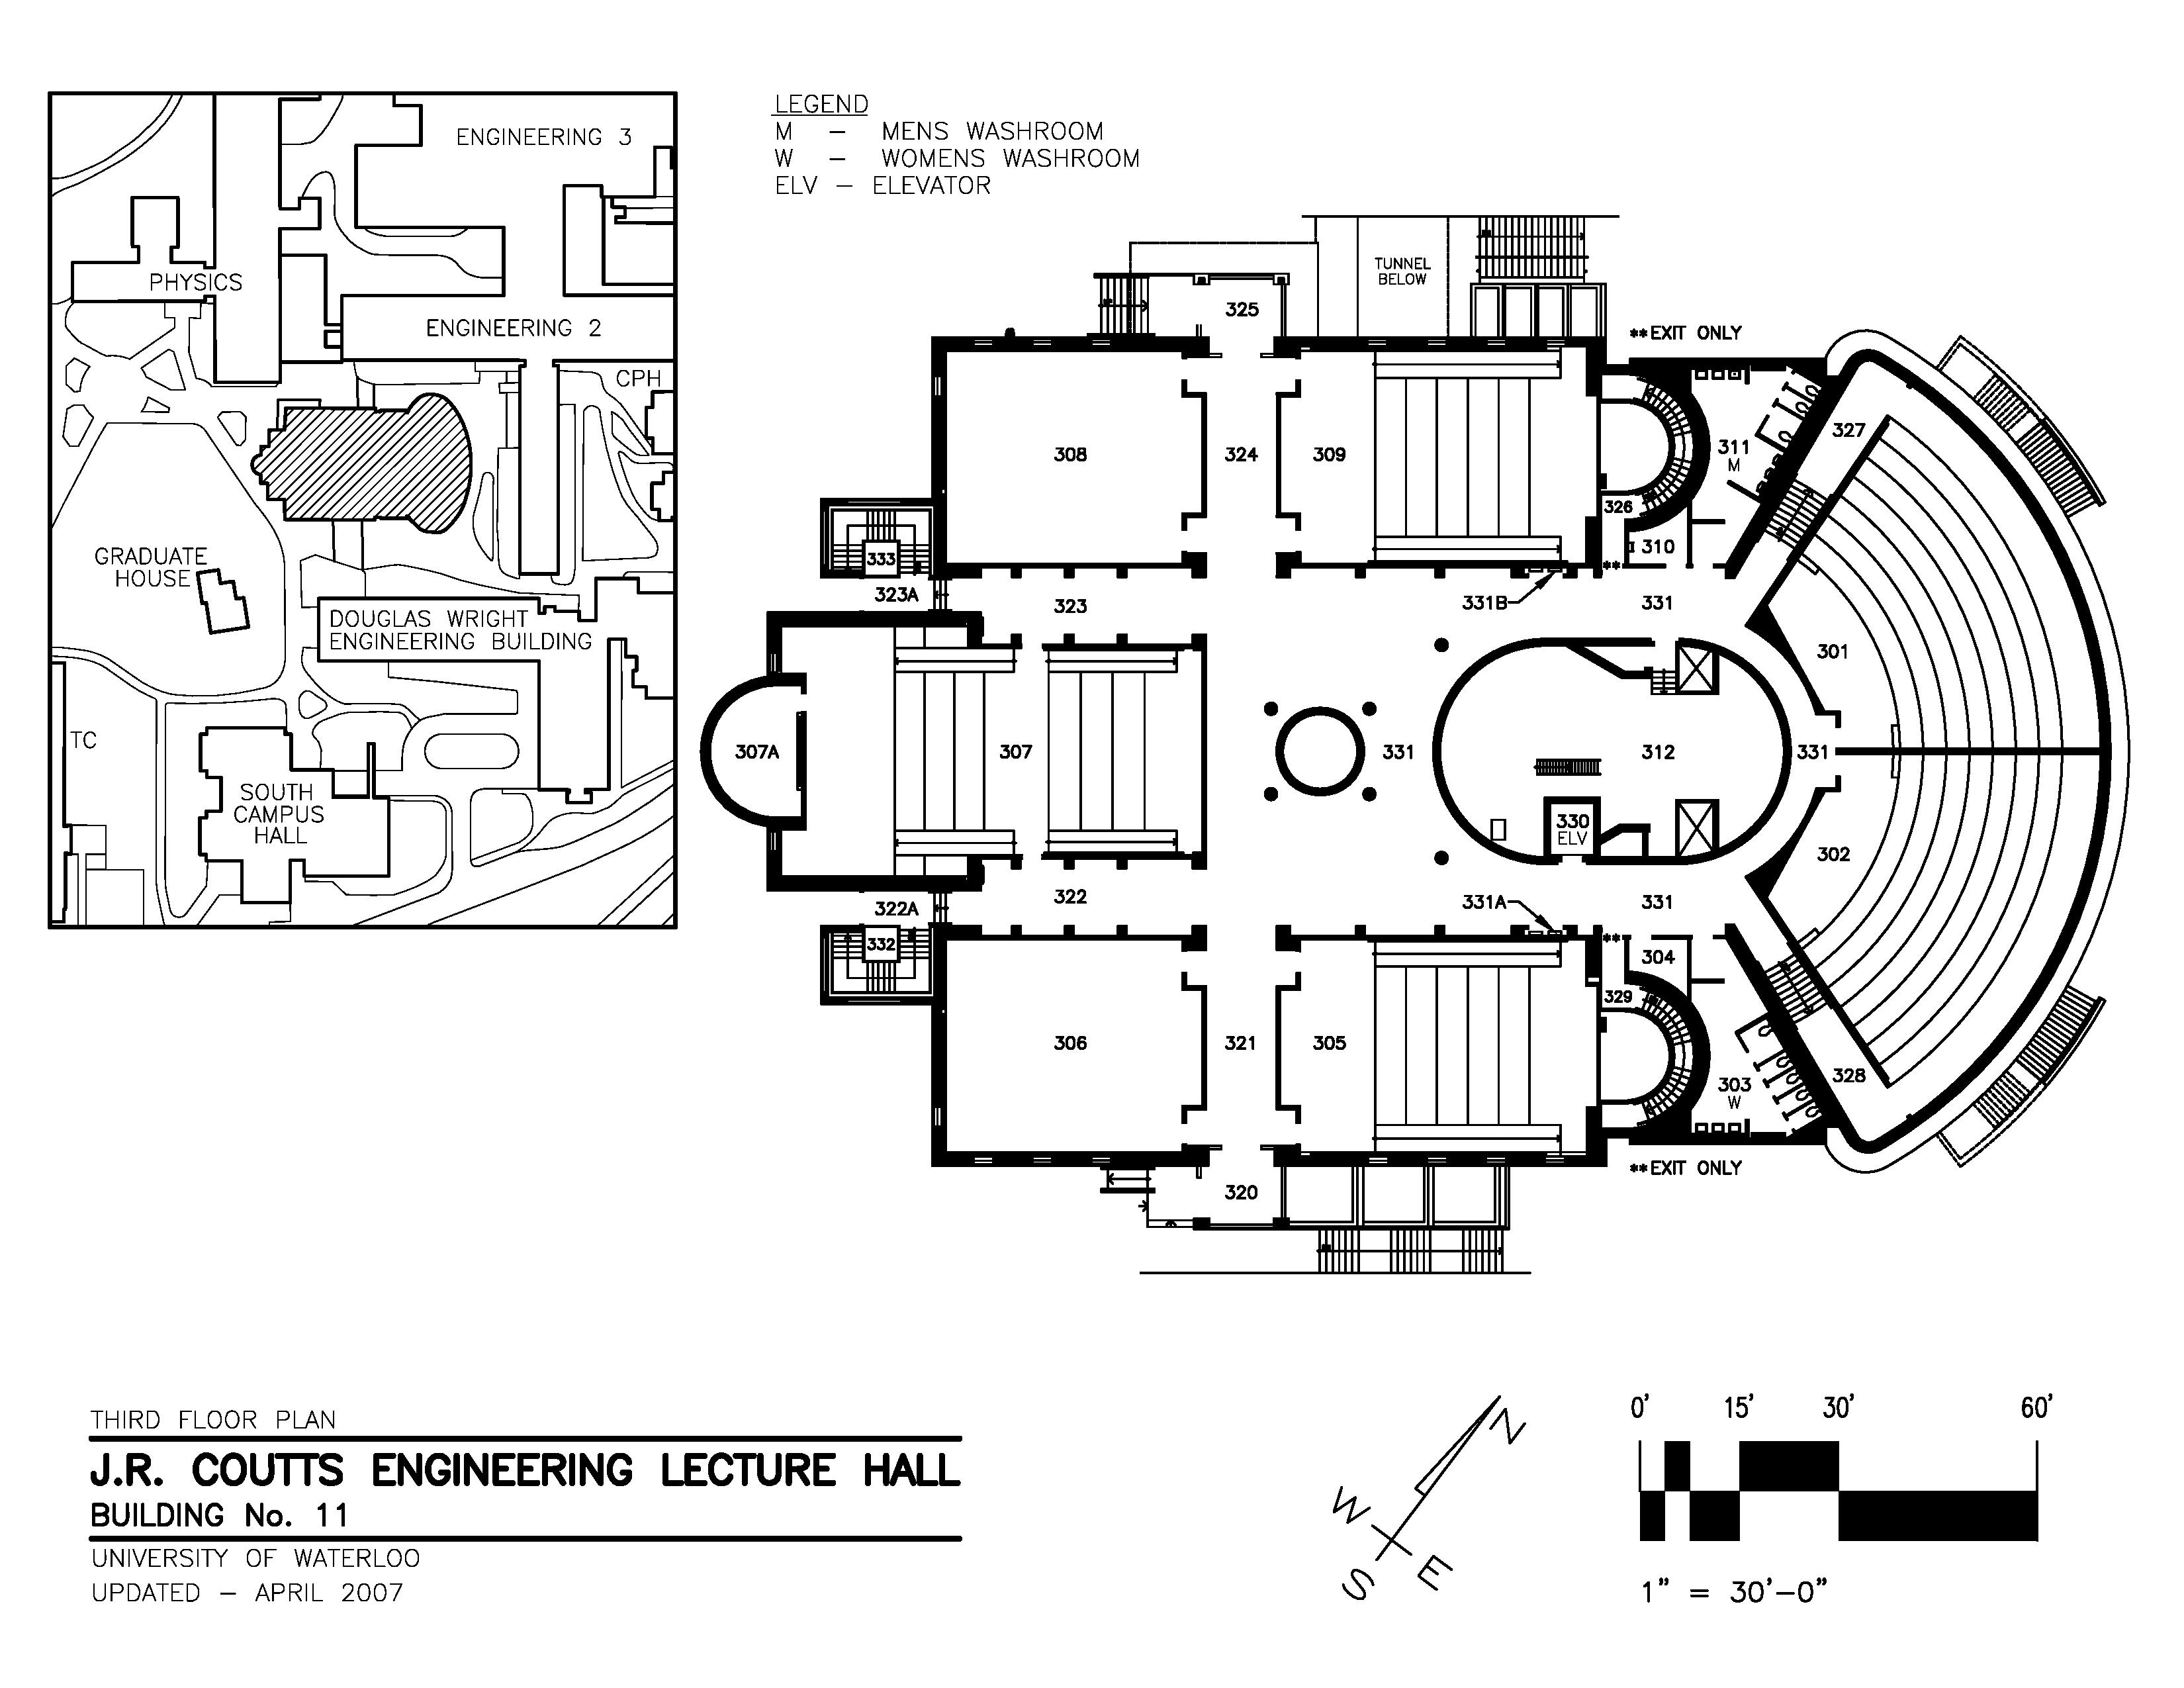 LEGEND
M - MENS WASHROOM
W - WOMENS WASHROOM
ELV - ELEVATOR
ENGINEERING 3
PHYSICS
ENGINEERING 2
CPH
GRADUATE
HOUSE
DOUGLAS WRIGHT
ENGINEERING BUILDING
TC
SOUTH
CAMPUS
HALL
TUNNEL
BELOW
325
**EXIT ONLY
308
324
309
311
M
327
326
310
**
333
323A
323
331B
331
301
307A
307
331
312
331
330
ELV
302
322A
322
331A
331
332
**
304
329
306
321
305
303
W
328
320
**EXIT ONLY
THIRD FLOOR PLAN
J.R. COUTTS ENGINEERING LECTURE HALL
BUILDING No. 11
UNIVERSITY OF WATERLOO
UPDATED - APRIL 2007
N
W
E
S
0' 15' 30' 60'
1" = 30'-0"